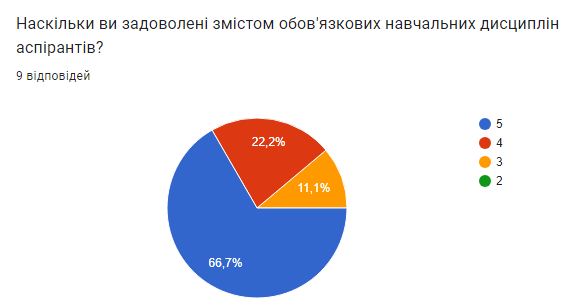 Наскільки ви задоволені змістом обов'язкових навчальних дисциплін
аспірантів?
9 відповідей
22,2%
11,1%
66,7%
5
4
3
2